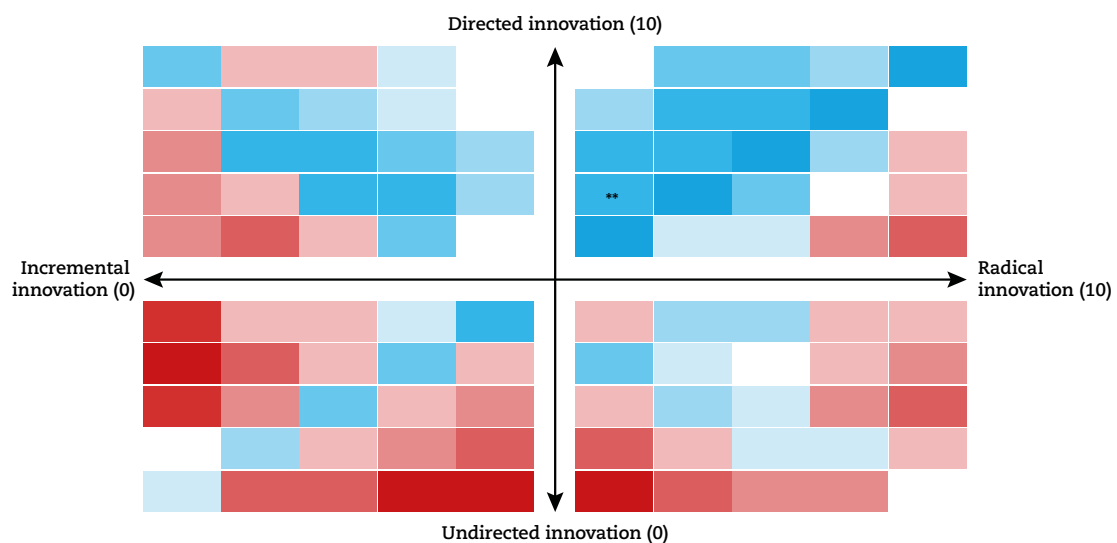 Directed innovation (10)
**
Incremental
innovation (0)
Radical
innovation (10)
Undirected innovation (0)